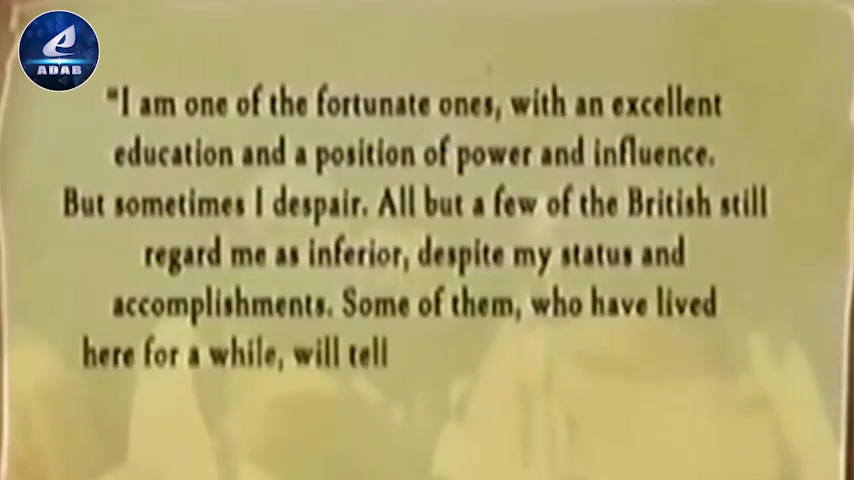 ADAB
"I am one of the fortunate ones, with an excellent
education and a position of power and influence.
But sometimes I despair. All but a few of the British still
regard me as inferior, despite my status and
accomplishments. Some of them, who have lived
here for a while, will tell